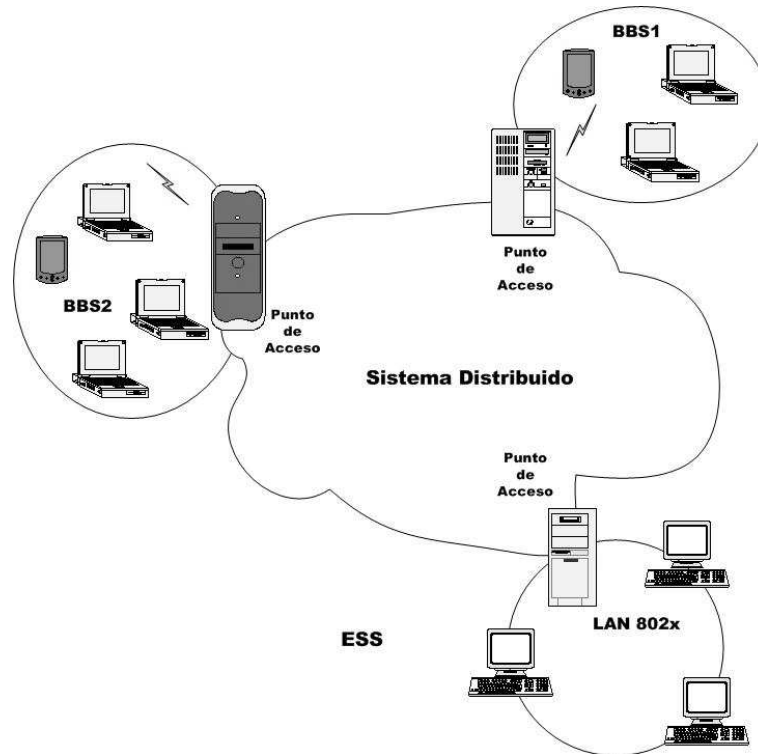 BBS1
Punto
de
Acceso
BBS2
Punto
de
Acceso
Sistema Distribuido
Punto
de
Acceso
LAN 802x
ESS